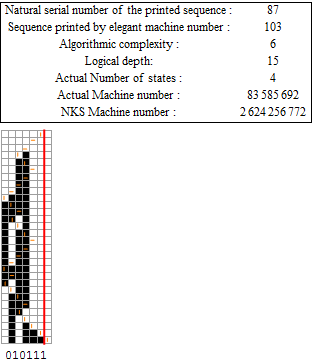 Natural serial number of the printed sequence : 87
Sequence printed by elegant machine number : 103
Algorithmic complexity : 6
Logical depth: 15
Actual Number of states : 4
Actual Machine number : 83 585 692
NKS Machine number : 2 624 256 772
010111